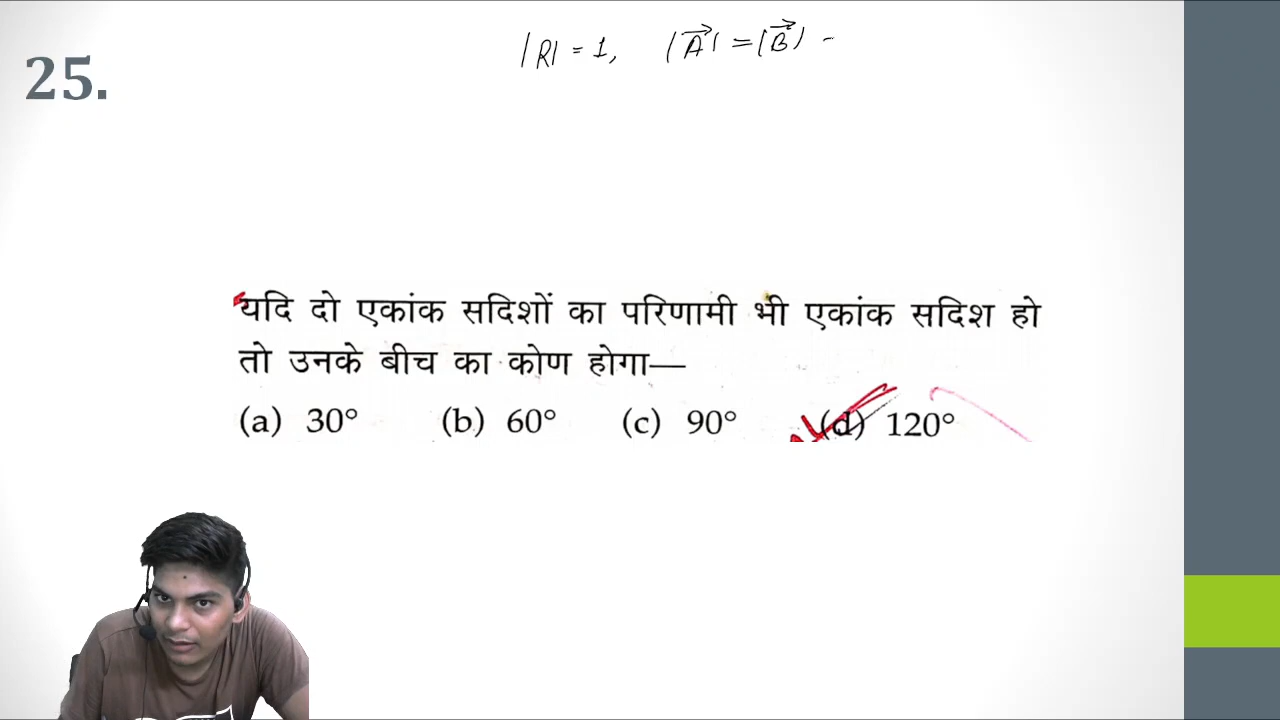 |R| = 1, |A⃗| = |B⃗| -
25.
यदि दो एकांक सदिशों का परिणामी भी एकांक सदिश हो
तो उनके बीच का कोण होगा—
(a) 30° (b) 60° (c) 90° (d) 120°